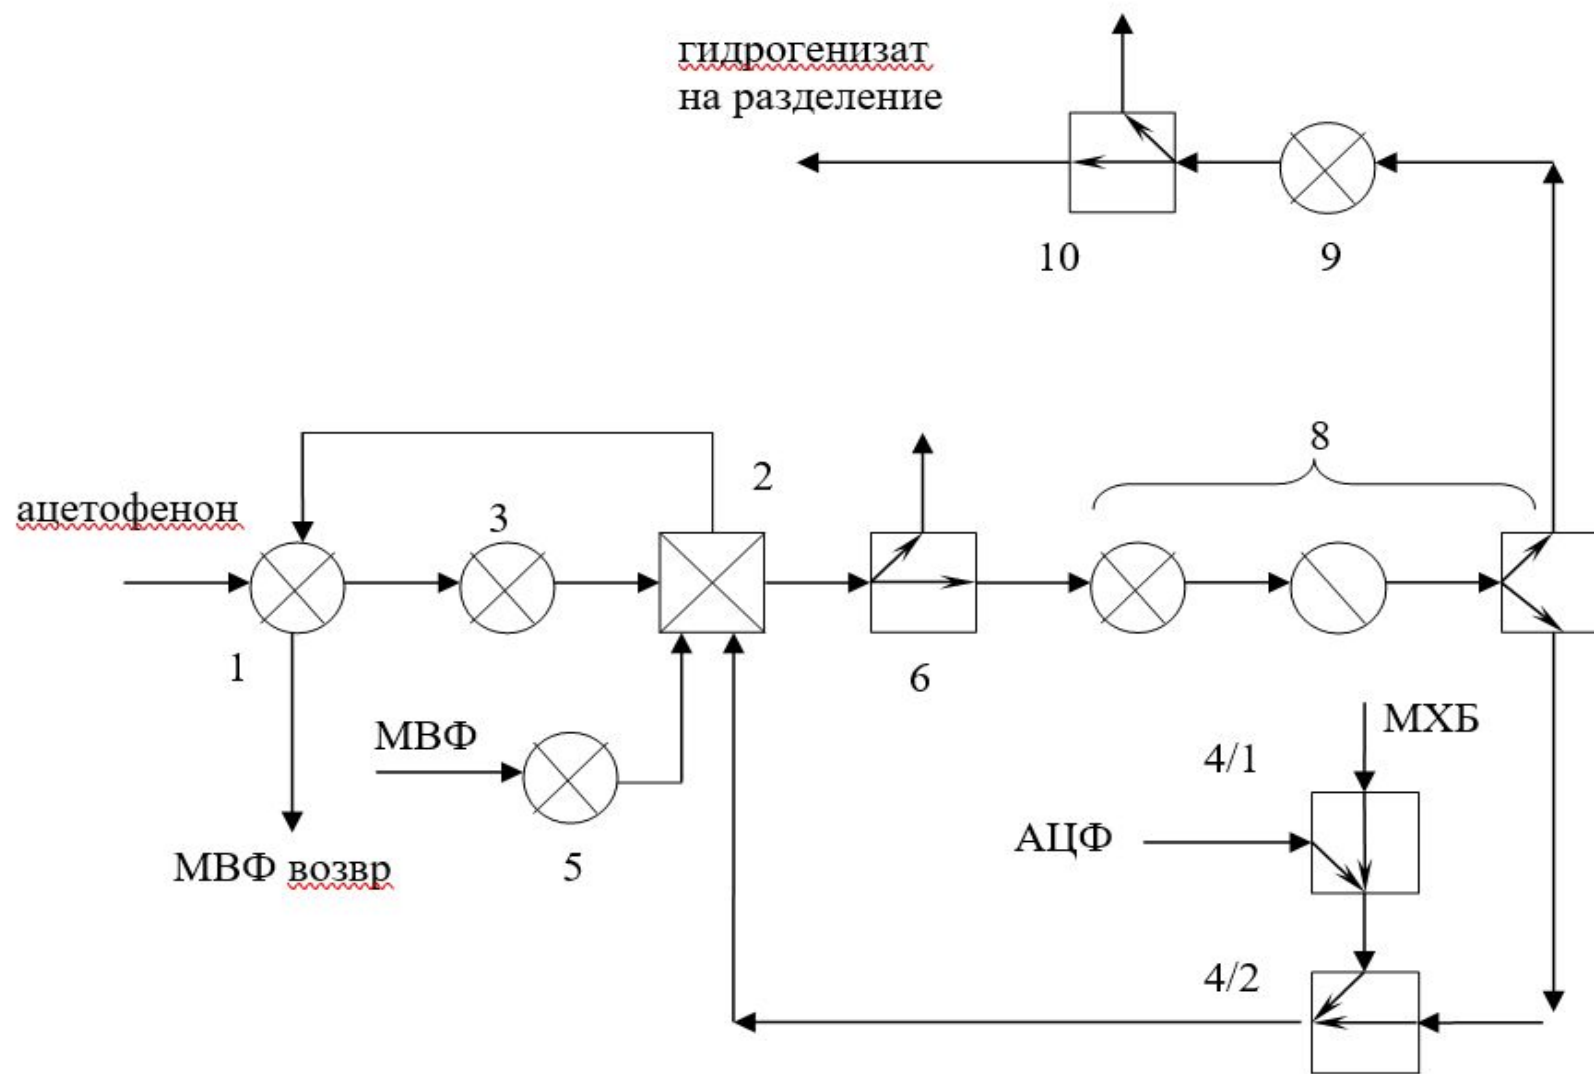 гидрогенизат
на разделение
10
9
8
2
ацетофенон
3
1
6
МВФ
МХБ
4/1
АЦФ
МВФ возвр
5
4/2